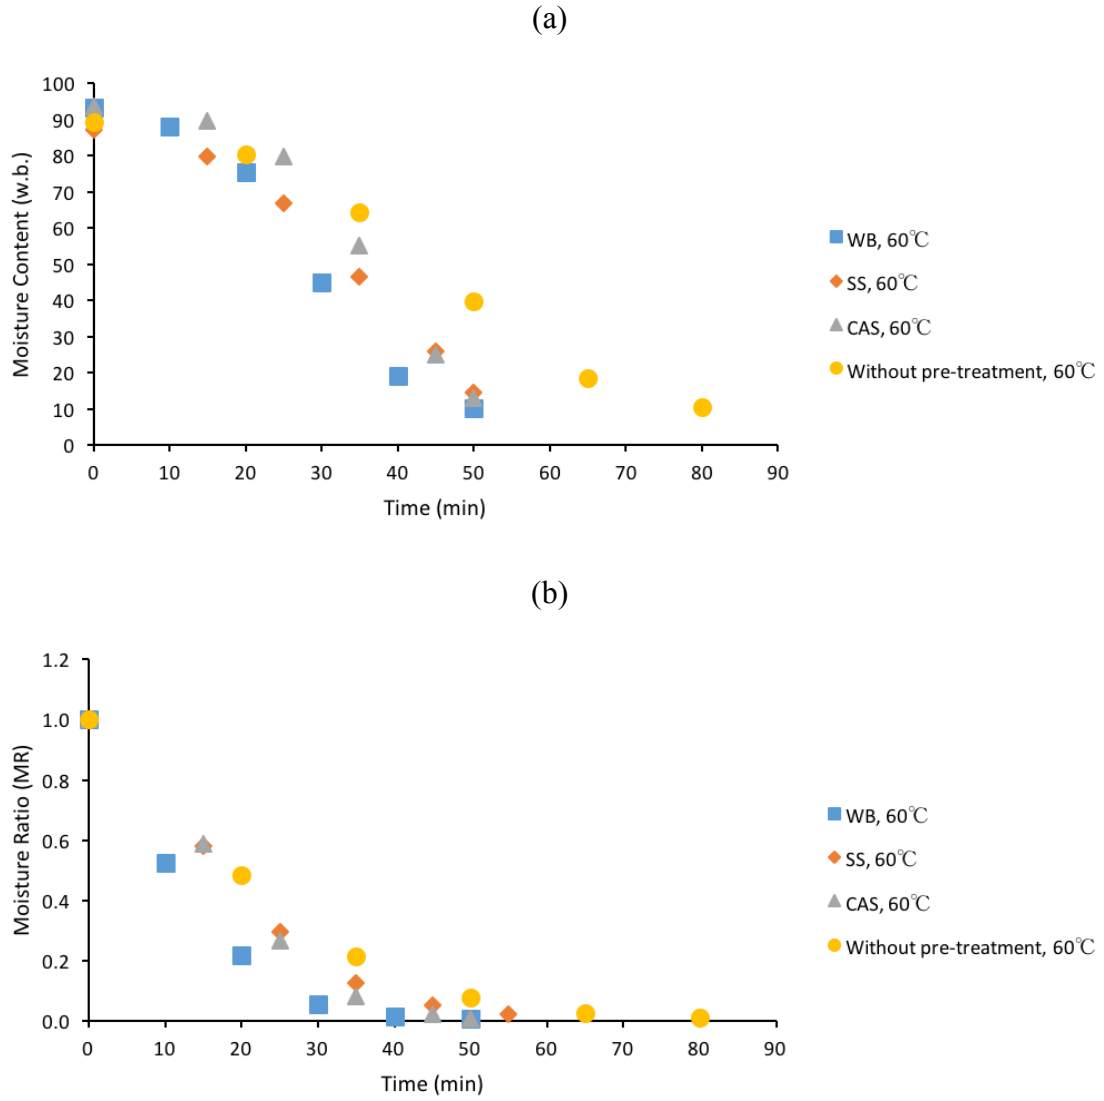 (a)
100
90
80
70
60
50
40
30
20
10
0
Moisture Content (w.b.)
0 10 20 30 40 50 60 70 80 90
Time (min)
WB, 60℃
SS, 60℃
CAS, 60℃
Without pre-treatment, 60℃
(b)
1.2
1.0
0.8
0.6
0.4
0.2
0.0
Moisture Ratio (MR)
0 10 20 30 40 50 60 70 80 90
Time (min)
WB, 60℃
SS, 60℃
CAS, 60℃
Without pre-treatment, 60℃